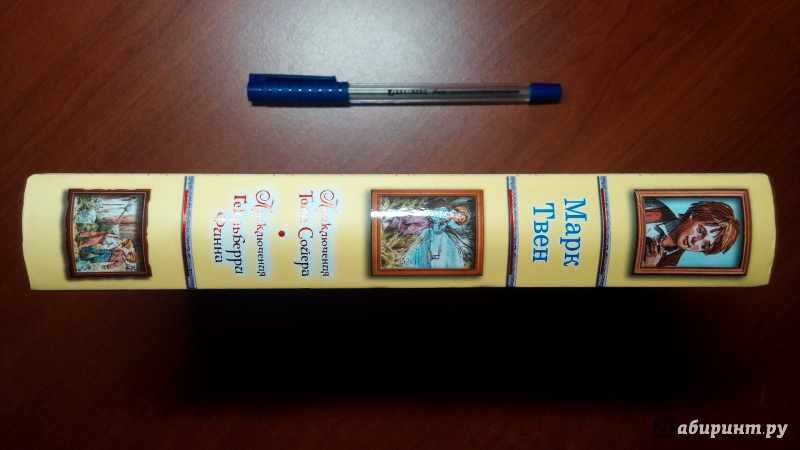 Марк
Твен
Приключения
Тома Сойера
Приключения
Гекльберри
Финна
Лабиринт.ру